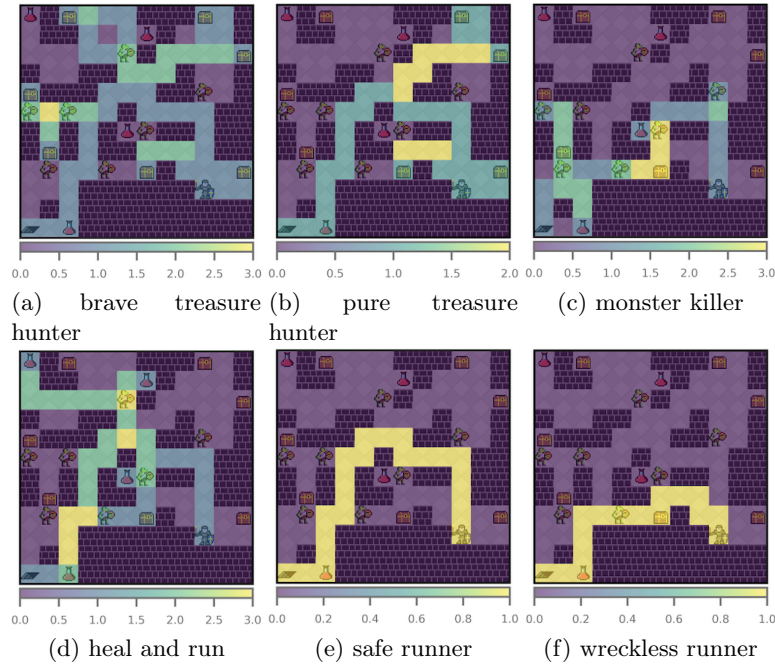 0.0 0.5 1.0 1.5 2.0 2.5 3.0
0.0 0.5 1.0 1.5 2.0
0.0 0.5 1.0 1.5 2.0 2.5 3.0
(a) brave treasure
hunter
(b) pure treasure
hunter
(c) monster killer
0.0 0.5 1.0 1.5 2.0 2.5 3.0
0.0 0.2 0.4 0.6 0.8 1.0
0.0 0.2 0.4 0.6 0.8 1.0
(d) heal and run
(e) safe runner
(f) wreckless runner